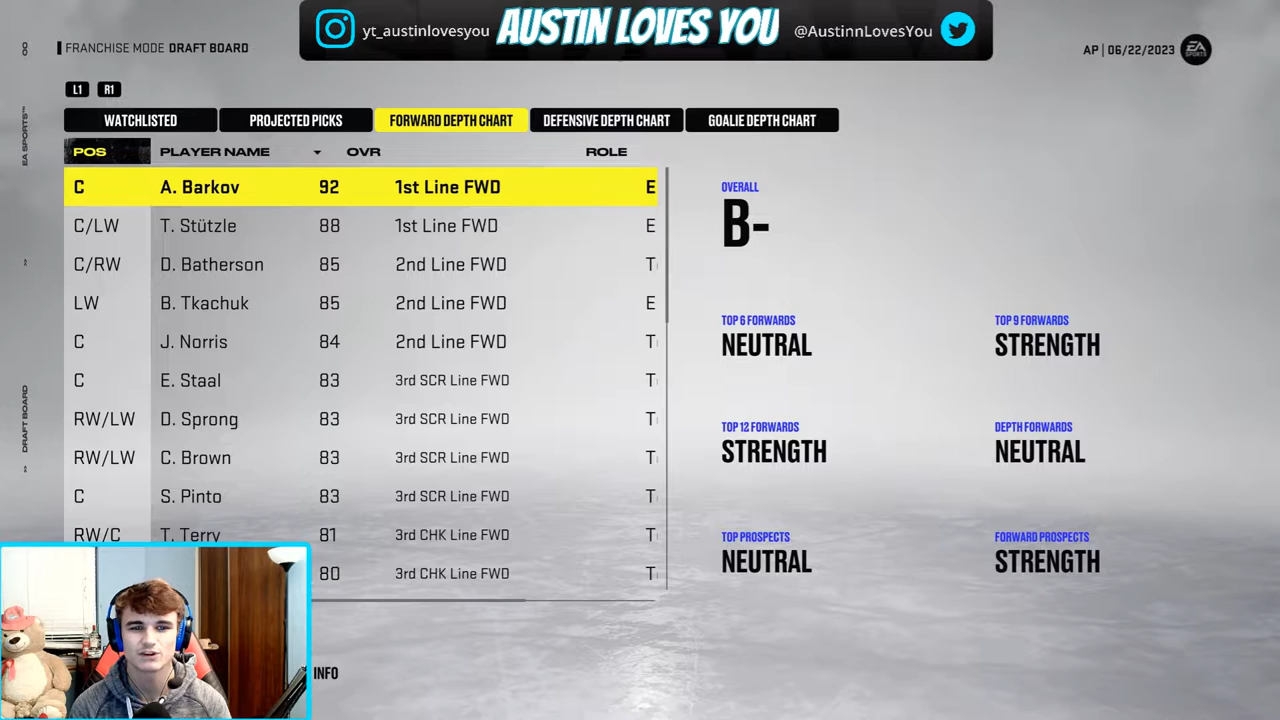 FRANCHISE MODE DRAFT BOARD
yt_austinlovesyou AUSTIN LOVES YOU @AustinnLovesYou
AP | 06/22/2023
EA SPORTS
L1 R1
WATCHLISTED PROJECTED PICKS FORWARD DEPTH CHART DEFENSIVE DEPTH CHART GOALIE DEPTH CHART
POS PLAYER NAME OVR ROLE
C A. Barkov 92 1st Line FWD E
C/LW T. Stützle 88 1st Line FWD E
C/RW D. Batherson 85 2nd Line FWD T
LW B. Tkachuk 85 2nd Line FWD E
C J. Norris 84 2nd Line FWD T
C E. Staal 83 3rd SCR Line FWD T
RW/LW D. Sprong 83 3rd SCR Line FWD T
RW/LW C. Brown 83 3rd SCR Line FWD T
C S. Pinto 83 3rd SCR Line FWD T
RW/C T. Terry 81 3rd CHK Line FWD T
80 3rd CHK Line FWD T
OVERALL
B-
TOP 6 FORWARDS TOP 9 FORWARDS
NEUTRAL STRENGTH
TOP 12 FORWARDS DEPTH FORWARDS
STRENGTH NEUTRAL
TOP PROSPECTS FORWARD PROSPECTS
NEUTRAL STRENGTH
INFO
EA SPORTS™
DRAFT BOARD